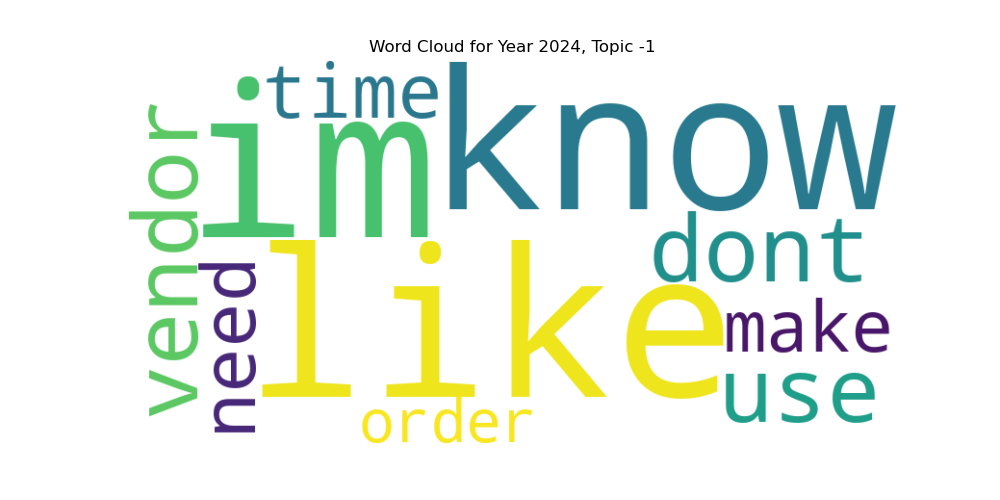 Word Cloud for Year 2024, Topic -1
time
know
im
vendor
dont
like
need
make
use
order